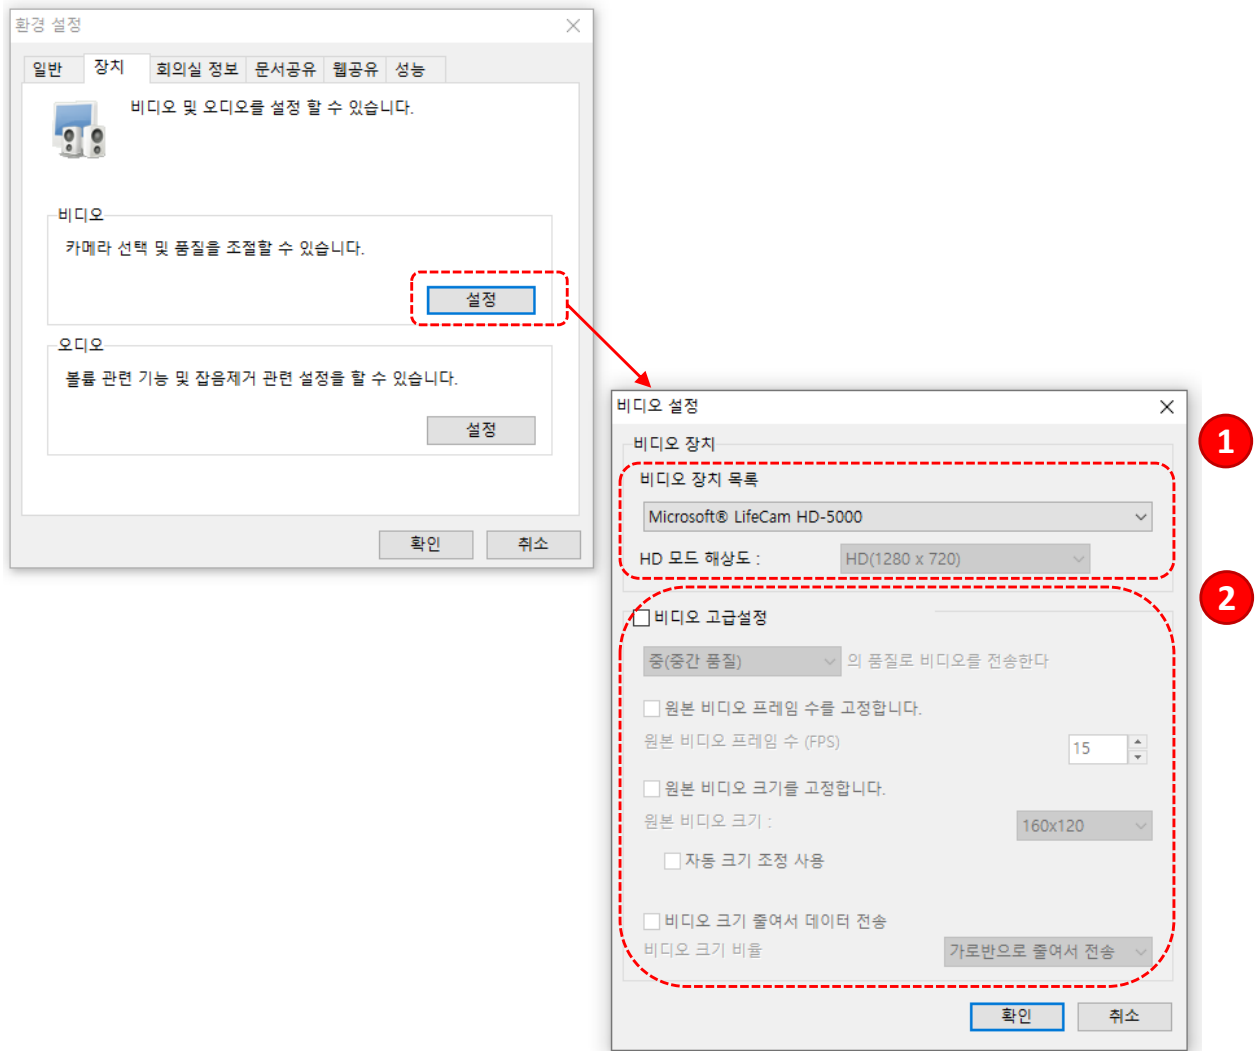 환경 설정
일반 장치 회의실 정보 문서공유 웹공유 성능
비디오 및 오디오를 설정 할 수 있습니다.
비디오
카메라 선택 및 품질을 조절할 수 있습니다.
설정
오디오
볼륨 관련 기능 및 잡음제거 관련 설정을 할 수 있습니다.
설정
확인 취소
비디오 설정
1
비디오 장치
비디오 장치 목록
Microsoft® LifeCam HD-5000
HD 모드 해상도 : HD(1280 x 720)
2
비디오 고급설정
중(중간 품질) 의 품질로 비디오를 전송한다
원본 비디오 프레임 수를 고정합니다.
원본 비디오 프레임 수 (FPS) 15
원본 비디오 크기를 고정합니다.
원본 비디오 크기 : 160x120
자동 크기 조정 사용
비디오 크기 줄여서 데이터 전송
비디오 크기 비율 가로반으로 줄여서 전송
확인 취소